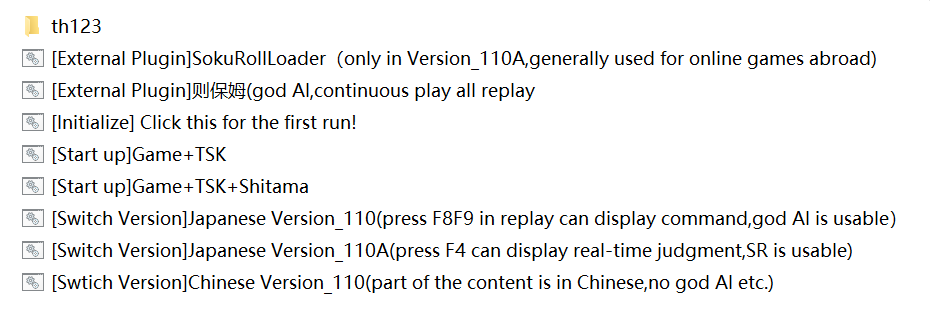 th123
[External Plugin]SokuRollLoader（only in Version_110A,generally used for online games abroad)
[External Plugin]则保姆(god AI,continuous play all replay
[Initialize] Click this for the first run!
[Start up]Game+TSK
[Start up]Game+TSK+Shitama
[Switch Version]Japanese Version_110(press F8F9 in replay can display command,god AI is usable）
[Switch Version]Japanese Version_110A(press F4 can display real-time judgment,SR is usable)
[Swtich Version]Chinese Version_110(part of the content is in Chinese,no god AI etc.)